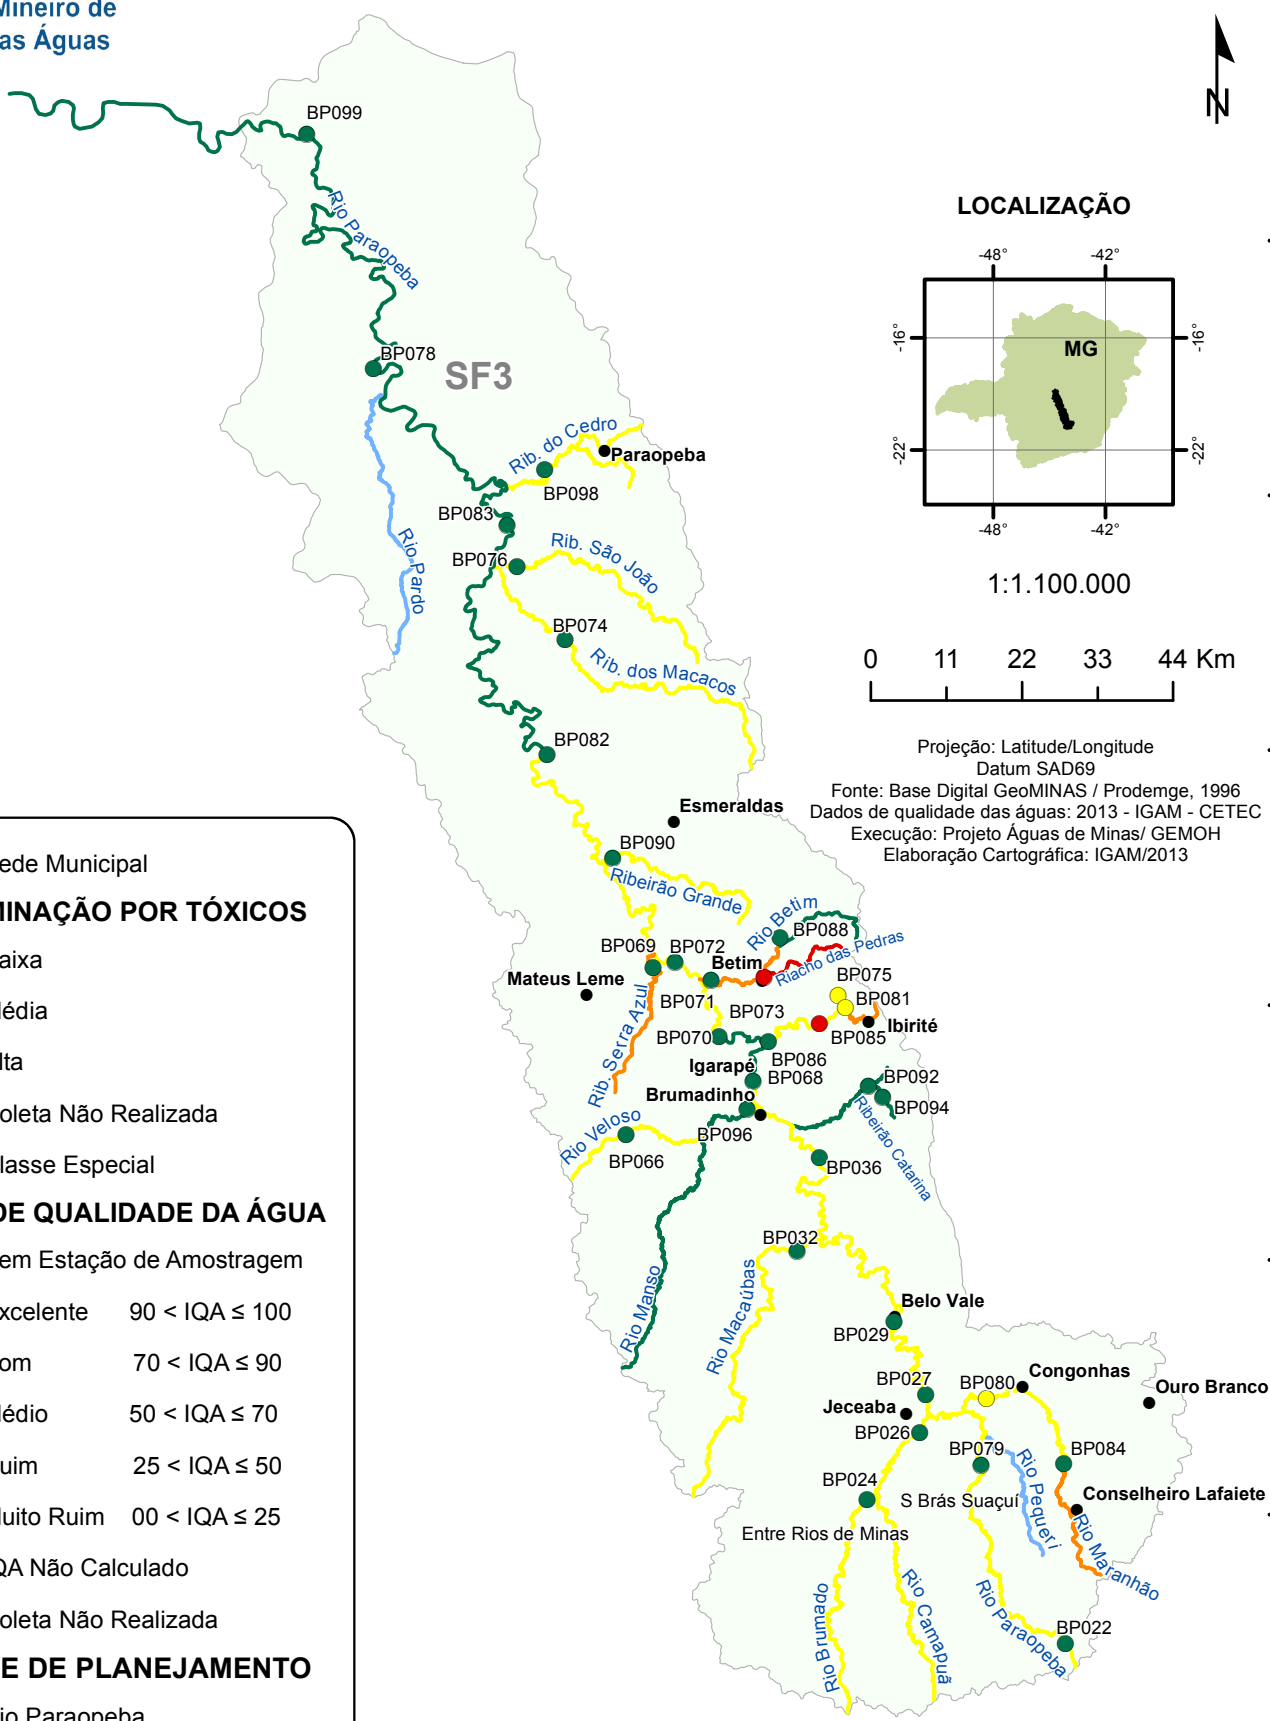 Mineiro de
as Águas
N
BP099
Rio Paraopeba
LOCALIZAÇÃO
-48°
-42°
-16°
-16°
MG
-22°
-22°
-48°
-42°
1:1.100.000
0 11 22 33 44 Km
Projeção: Latitude/Longitude
Datum SAD69
Fonte: Base Digital GeoMINAS / Prodemge, 1996
Dados de qualidade das águas: 2013 - IGAM - CETEC
Execução: Projeto Águas de Minas/ GEMOH
Elaboração Cartográfica: IGAM/2013
BP078
SF3
Rib. do Cedro
Paraopeba
BP098
BP083
Rio Pardo
BP076
Rib. São João
BP074
Rib. dos Macacos
BP082
Esmeraldas
BP090
Ribeirão Grande
Rio Betim
BP088
BP069
BP072
Betim
Riacho das Pedras
Mateus Leme
BP075
BP071
BP081
BP073
Ibirité
BP070
BP085
BP086
Rib. Serra Azul
Igarapé
BP068
BP092
Brumadinho
BP094
Rio Veloso
BP096
Ribeirão Catarina
BP066
BP036
BP032
Rio Manso
Rio Macaúbas
Belo Vale
BP029
BP027
BP080
Congonhas
Ouro Branco
Jeceaba
BP026
BP079
BP084
Rio Pequeri
BP024
S Brás Suaçuí
Conselheiro Lafaiete
Entre Rios de Minas
Rio Maranhão
Rio Brumado
Rio Camapuã
Rio Paraopeba
BP022
ede Municipal
MINAÇÃO POR TÓXICOS
aixa
lédia
lta
oleta Não Realizada
lasse Especial
DE QUALIDADE DA ÁGUA
em Estação de Amostragem
xcelente 90 < IQA ≤ 100
om 70 < IQA ≤ 90
lédio 50 < IQA ≤ 70
uim 25 < IQA ≤ 50
luito Ruim 00 < IQA ≤ 25
QA Não Calculado
oleta Não Realizada
E DE PLANEJAMENTO
io Paraopeba